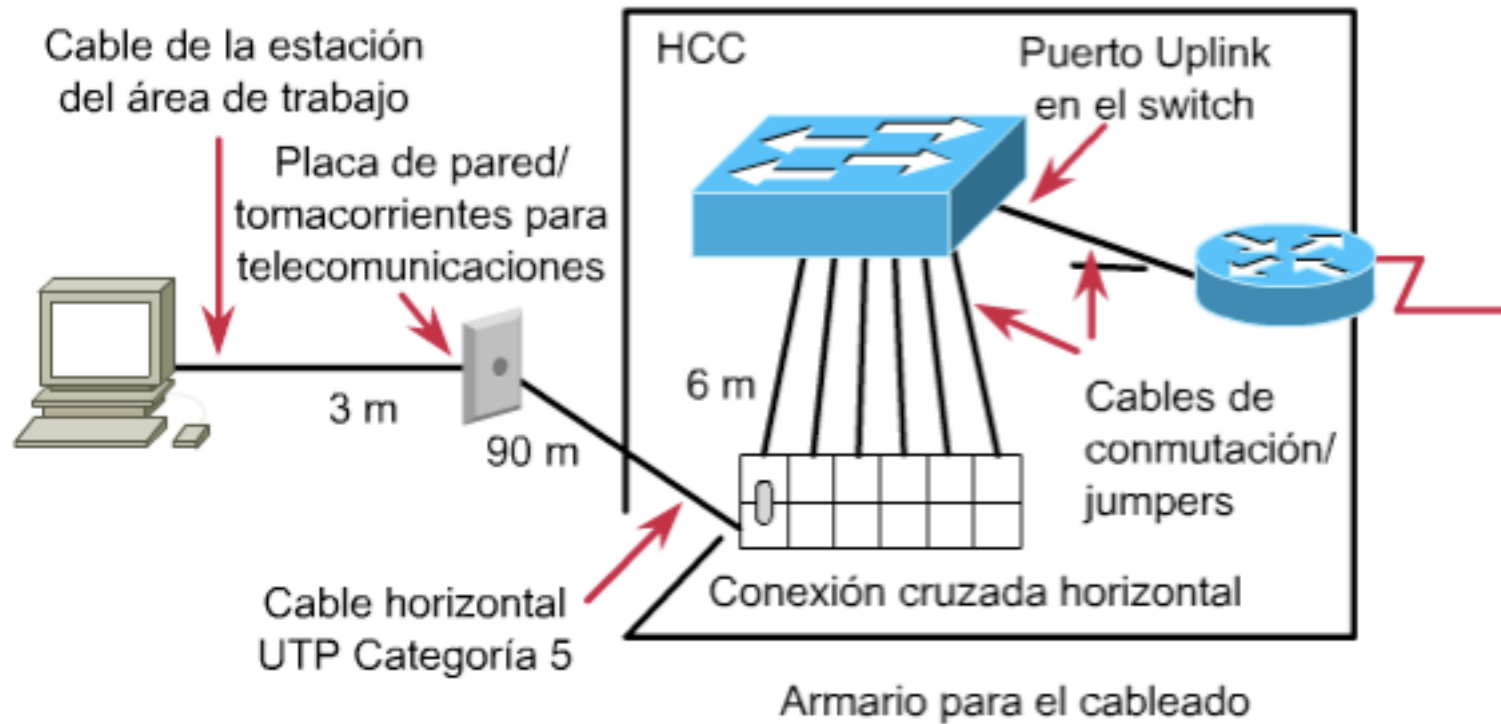 Cable de la estación
del área de trabajo
Placa de pared/
tomacorrientes para
telecomunicaciones
3 m
90 m
Cable horizontal
UTP Categoría 5
HCC
Puerto Uplink
en el switch
6 m
Cables de
conmutación/
jumpers
Conexión cruzada horizontal
Armario para el cableado